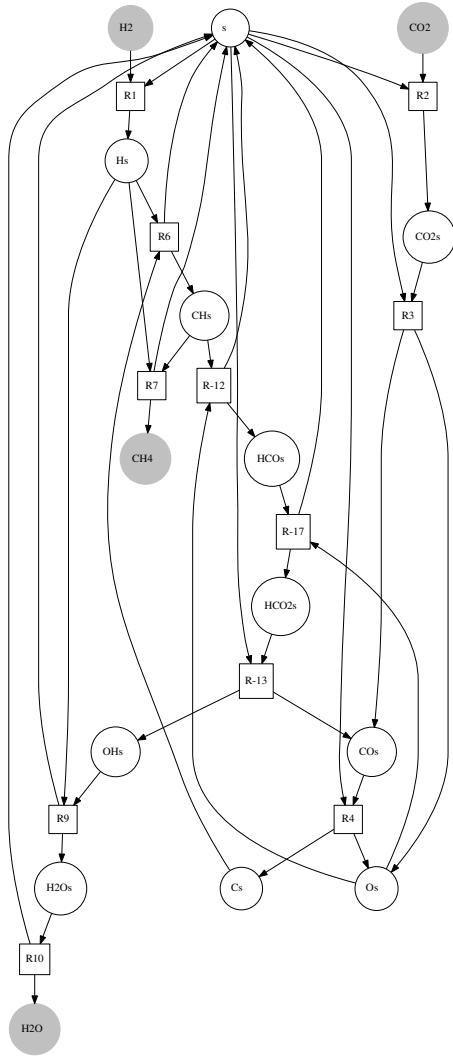 H2
s
CO2
R1
R2
Hs
R6
CO2s
CHs
R3
R7
R-12
CH4
HCOs
R-17
HCO2s
R-13
OHs
COs
R9
R4
H2Os
Cs
Os
R10
H2O